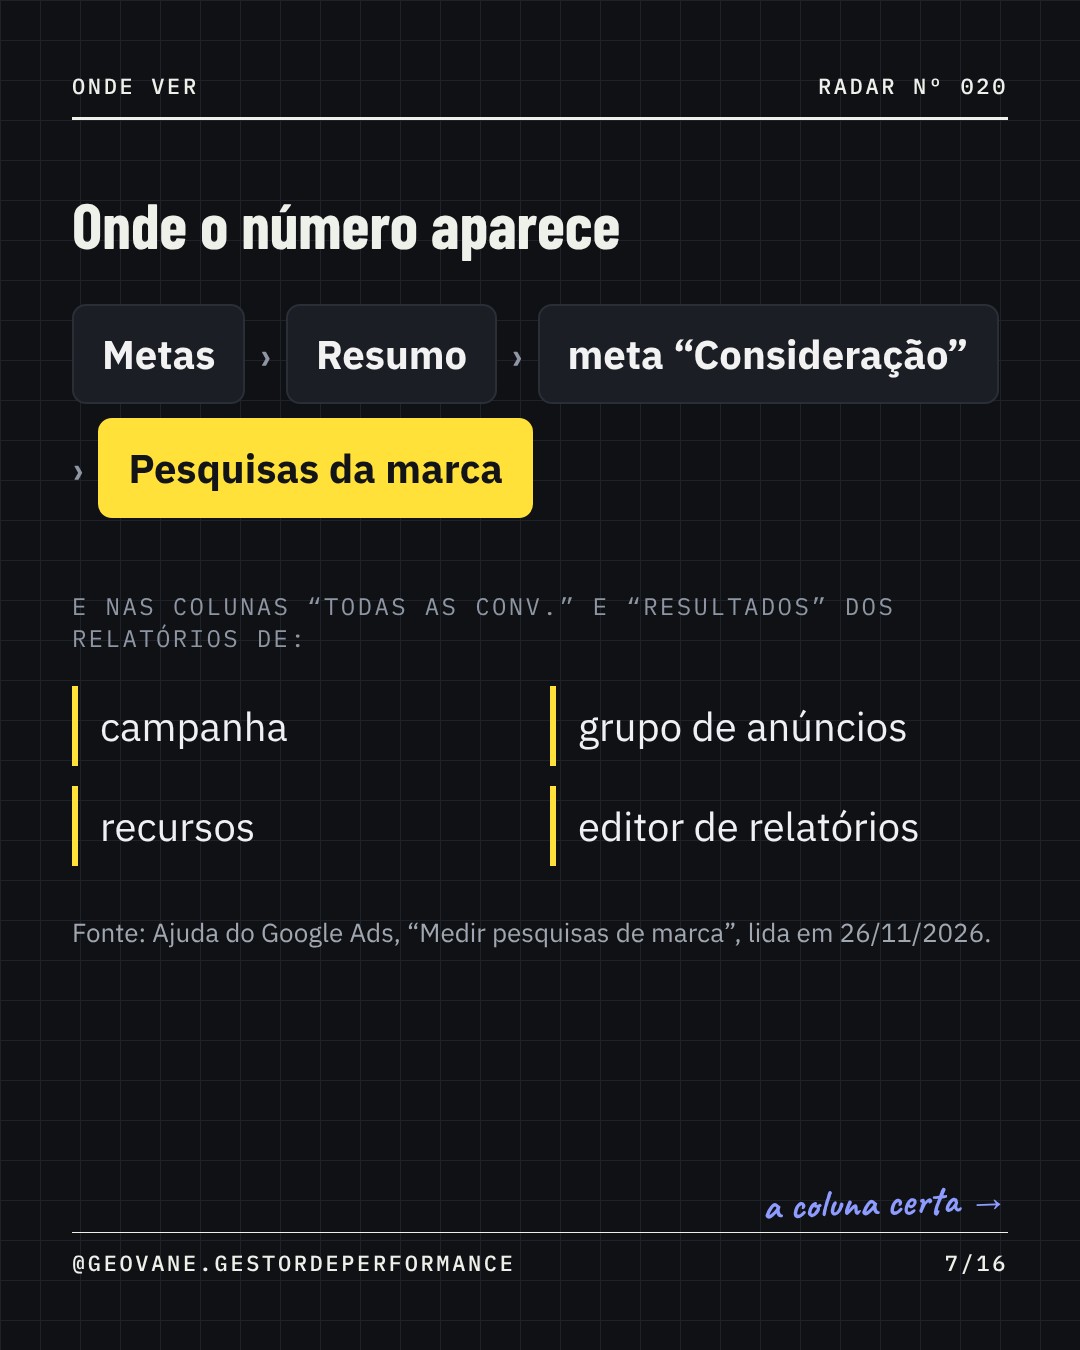 ONDE VER
RADAR Nº 020
Onde o número aparece
Metas › Resumo › meta “Consideração”
› Pesquisas da marca
E NAS COLUNAS “TODAS AS CONV.” E “RESULTADOS” DOS
RELATÓRIOS DE:
campanha
grupo de anúncios
recursos
editor de relatórios
Fonte: Ajuda do Google Ads, “Medir pesquisas de marca”, lida em 26/11/2026.
a coluna certa →
@GEOVANE.GESTORDEPERFORMANCE
7/16